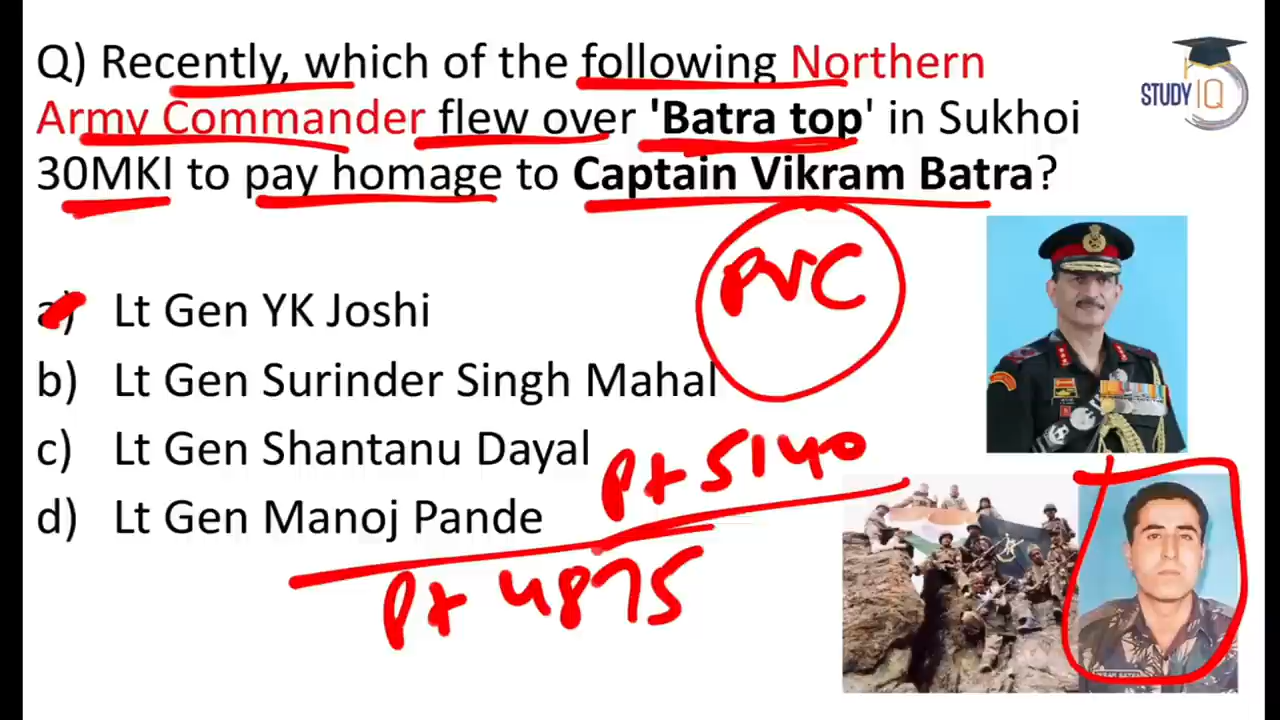 Q) Recently, which of the following Northern
Army Commander flew over 'Batra top' in Sukhoi
30MKI to pay homage to Captain Vikram Batra?
STUDY IQ
PVC
a) Lt Gen YK Joshi
b) Lt Gen Surinder Singh Mahal
c) Lt Gen Shantanu Dayal
Pt 5140
d) Lt Gen Manoj Pande
Pt 4875